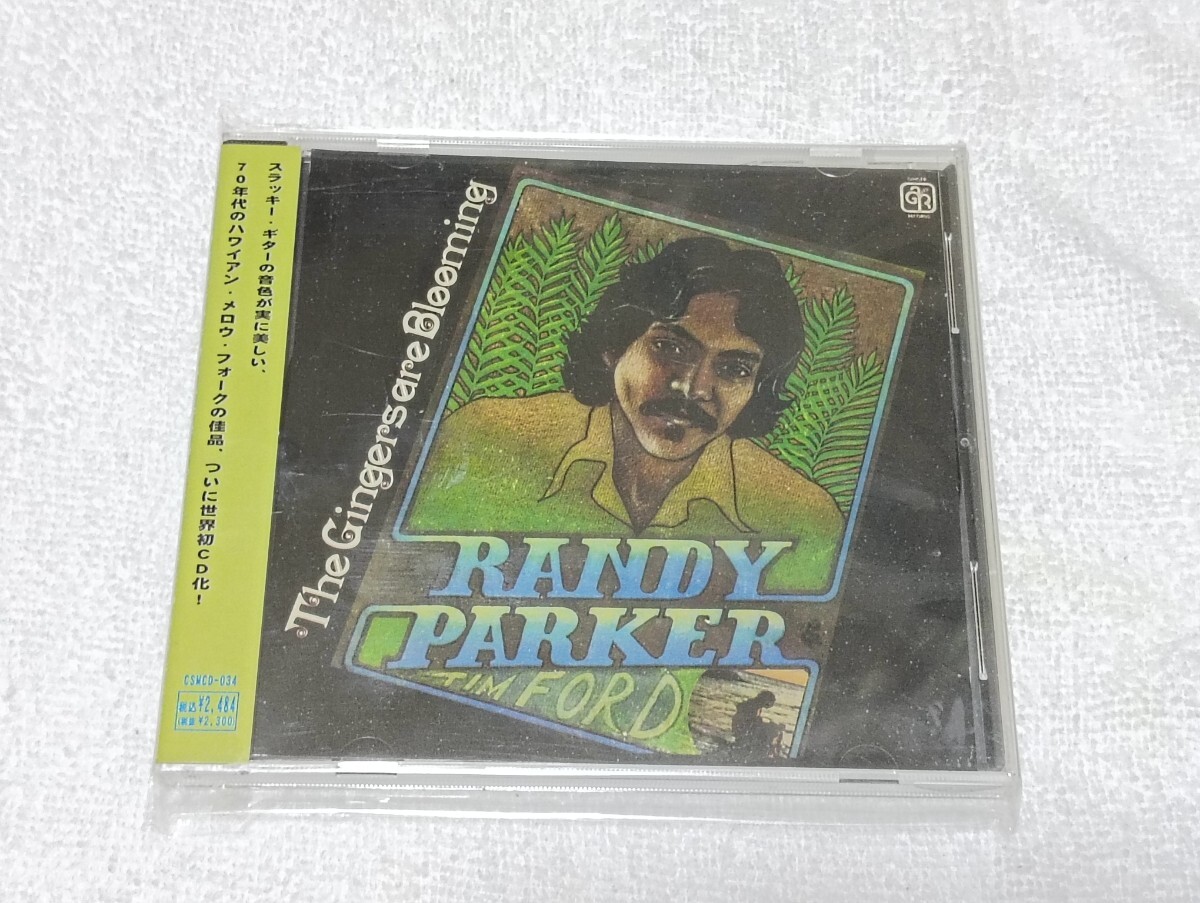 スラッキー・ギターの音色が実に美しい、
70年代のハワイアン・メロウ・フォークの佳品、ついに世界初CD化！
CSMCD-034
税込¥2,484
(税抜¥2,300)
The Gingers are Blooming
RANDY
PARKER
TIM FORD